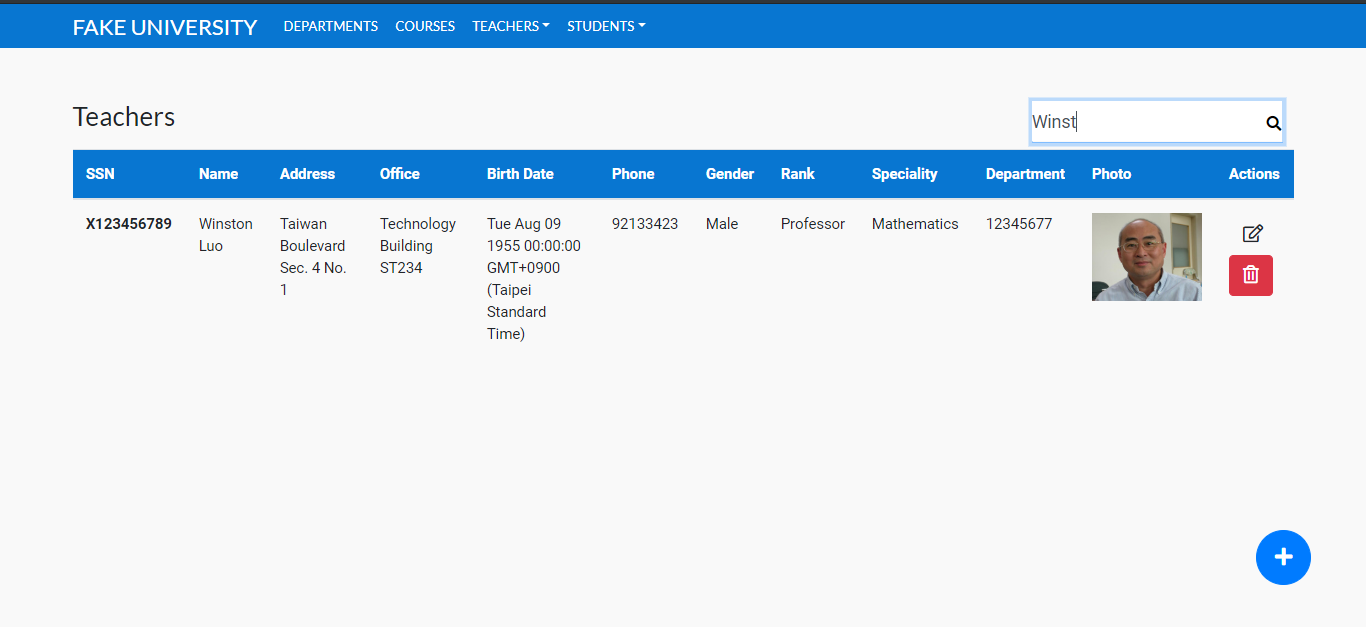 FAKE UNIVERSITY DEPARTMENTS COURSES TEACHERS STUDENTS
Teachers
Winst
SSN Name Address Office Birth Date Phone Gender Rank Speciality Department Photo Actions
X123456789 Winston Taiwan Technology Tue Aug 09 92133423 Male Professor Mathematics 12345677
Luo Boulevard Building 1955 00:00:00
Sec. 4 No. ST234 GMT+0900
1 (Taipei
Standard
Time)